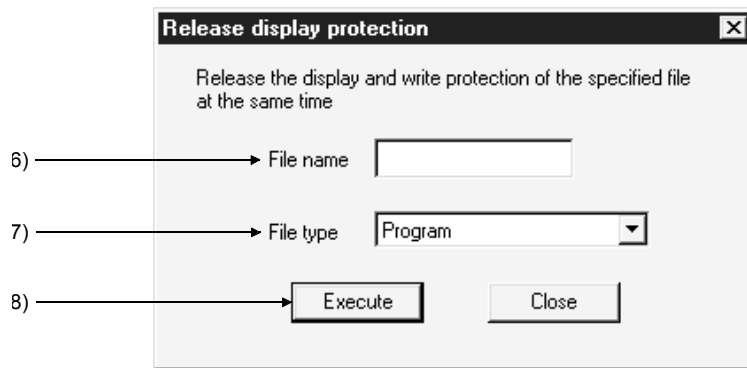 Release display protection
Release the display and write protection of the specified file
at the same time
6) File name
7) File type Program
8) Execute Close